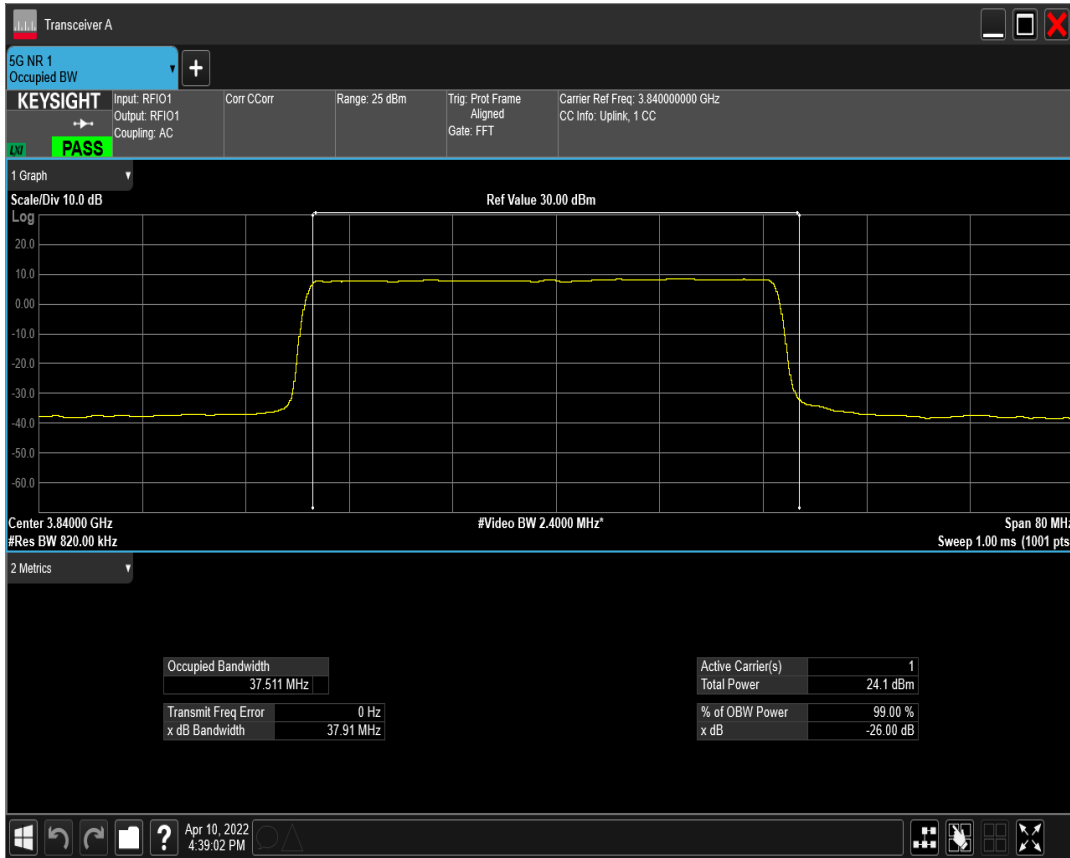 Transceiver A
5G NR 1
Occupied BW
+
KEYSIGHT
LXI
PASS
Input: RFIO1
Output: RFIO1
Coupling: AC
Corr CCorr
Range: 25 dBm
Trig: Prot Frame
Aligned
Gate: FFT
Carrier Ref Freq: 3.840000000 GHz
CC Info: Uplink, 1 CC
1 Graph
Scale/Div 10.0 dB
Ref Value 30.00 dBm
Log
20.0
10.0
0.00
-10.0
-20.0
-30.0
-40.0
-50.0
-60.0
Center 3.84000 GHz
#Video BW 2.4000 MHz*
Span 80 MHz
#Res BW 820.00 kHz
Sweep 1.00 ms (1001 pts
2 Metrics
Occupied Bandwidth
37.511 MHz
Transmit Freq Error 0 Hz
x dB Bandwidth 37.91 MHz
Active Carrier(s) 1
Total Power 24.1 dBm
% of OBW Power 99.00 %
x dB -26.00 dB
?
Apr 10, 2022
4:39:02 PM